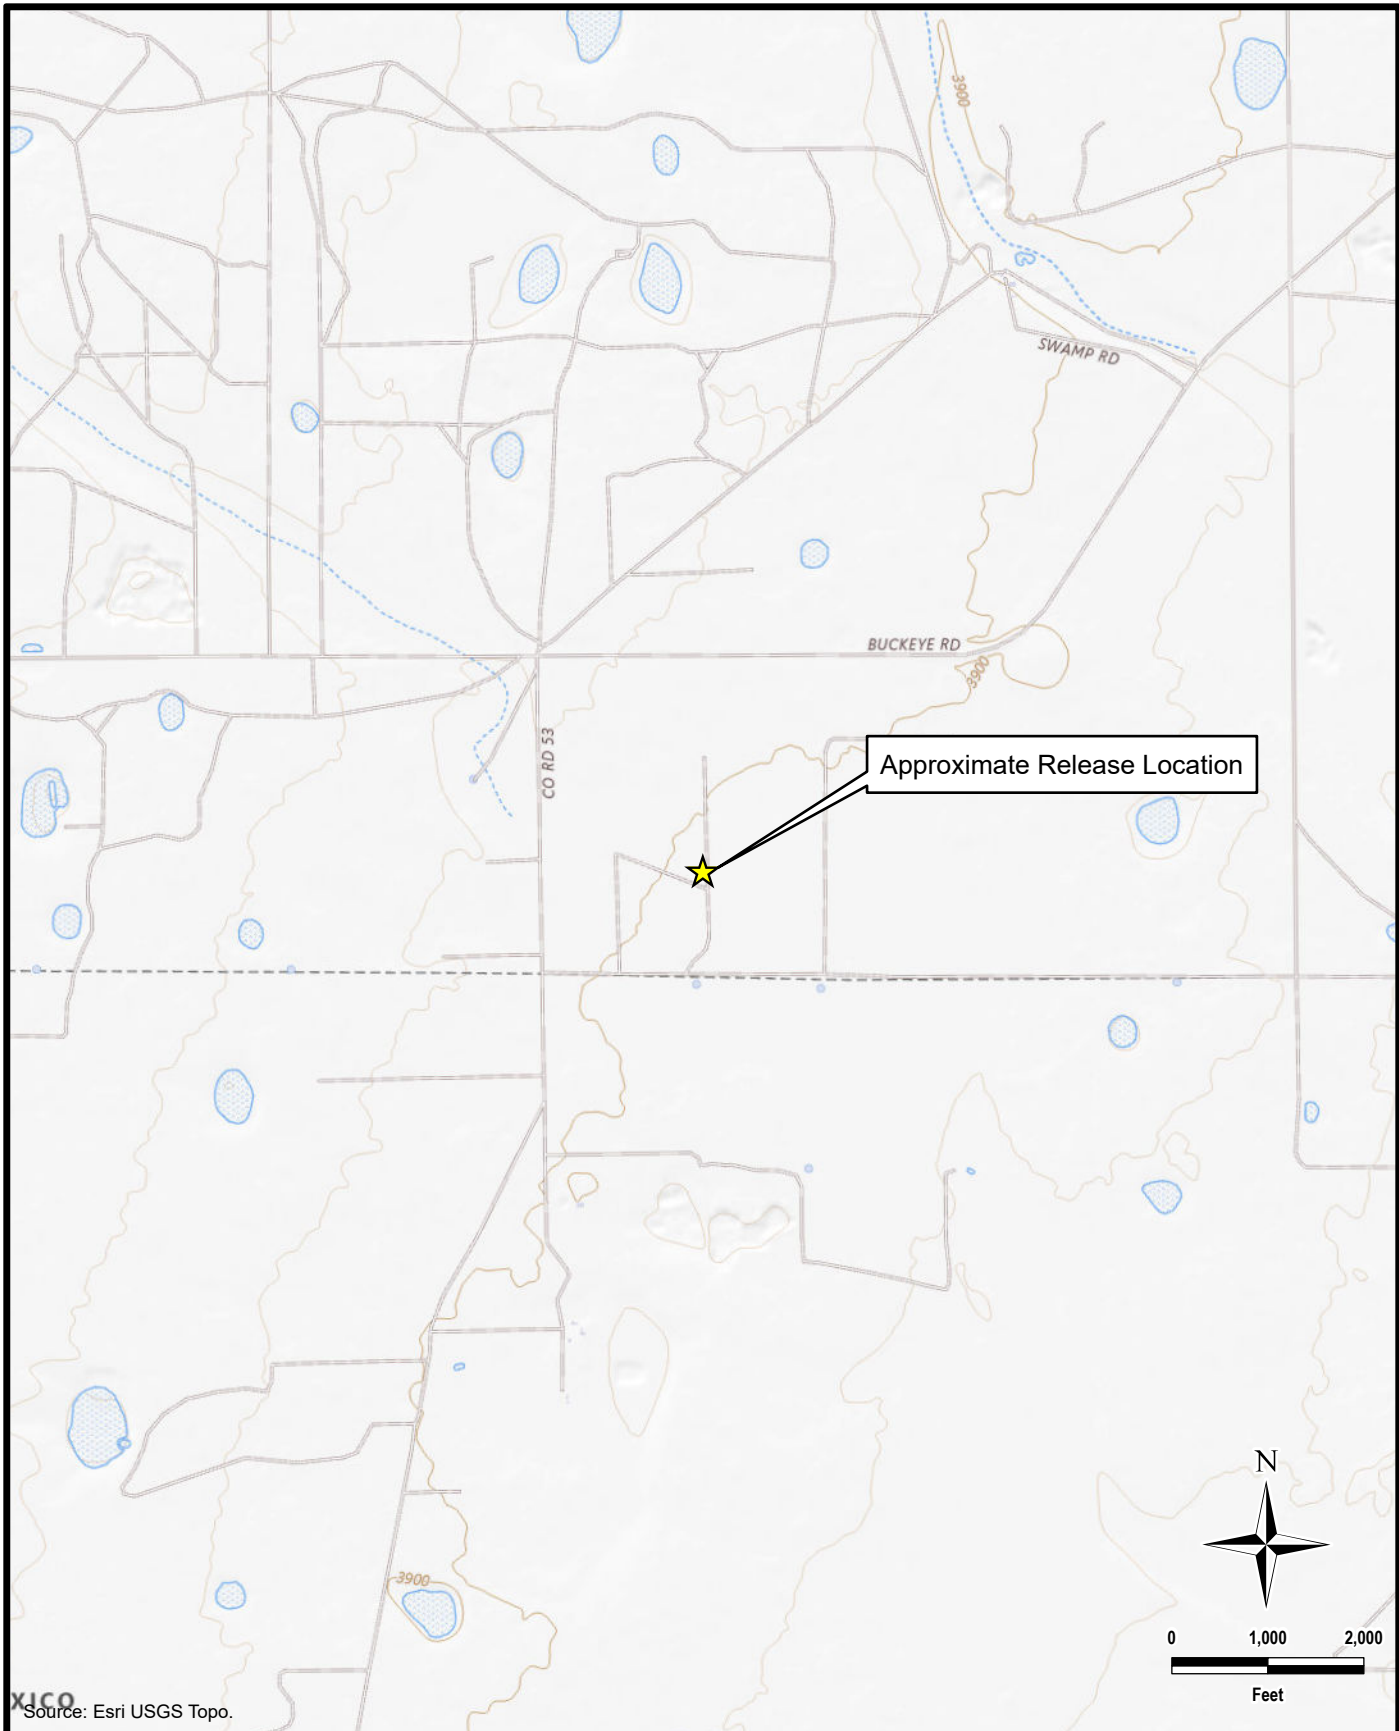 3900
SWAMP RD
BUCKEYE RD
3900
CO RD 53
Approximate Release Location
N
3900
0 1,000 2,000
Feet
XICO
Source: Esri USGS Topo.